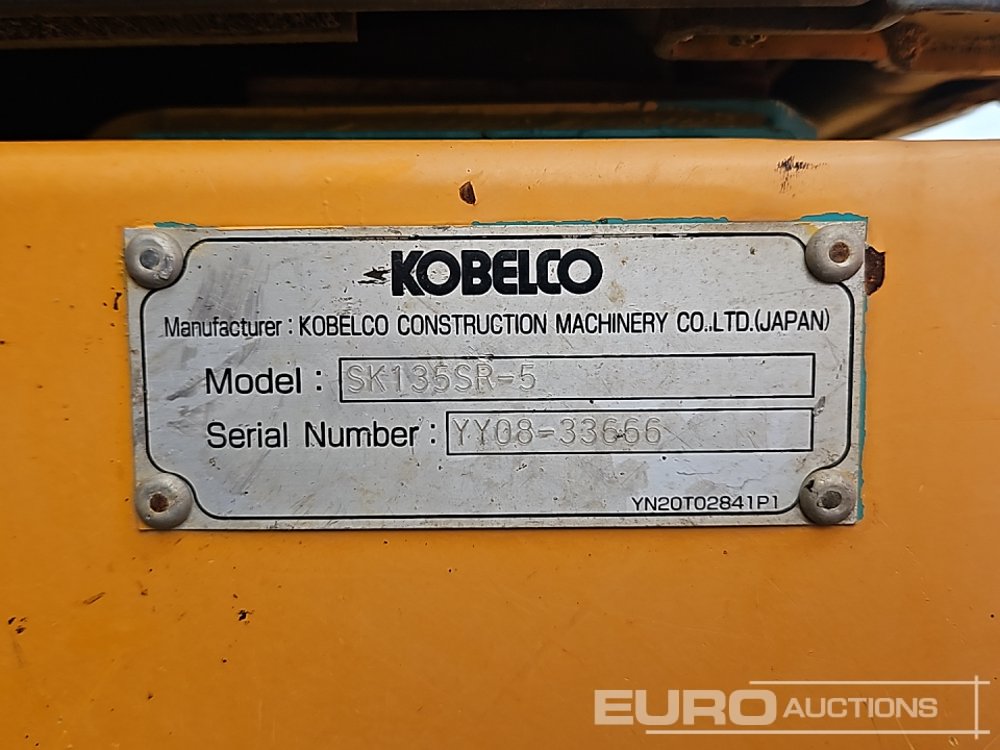 KOBELCO
Manufacturer : KOBELCO CONSTRUCTION MACHINERY CO.,LTD.(JAPAN)
Model : SK135SR-5
Serial Number : YY08-33666
YN20T02841P1
EURO AUCTIONS